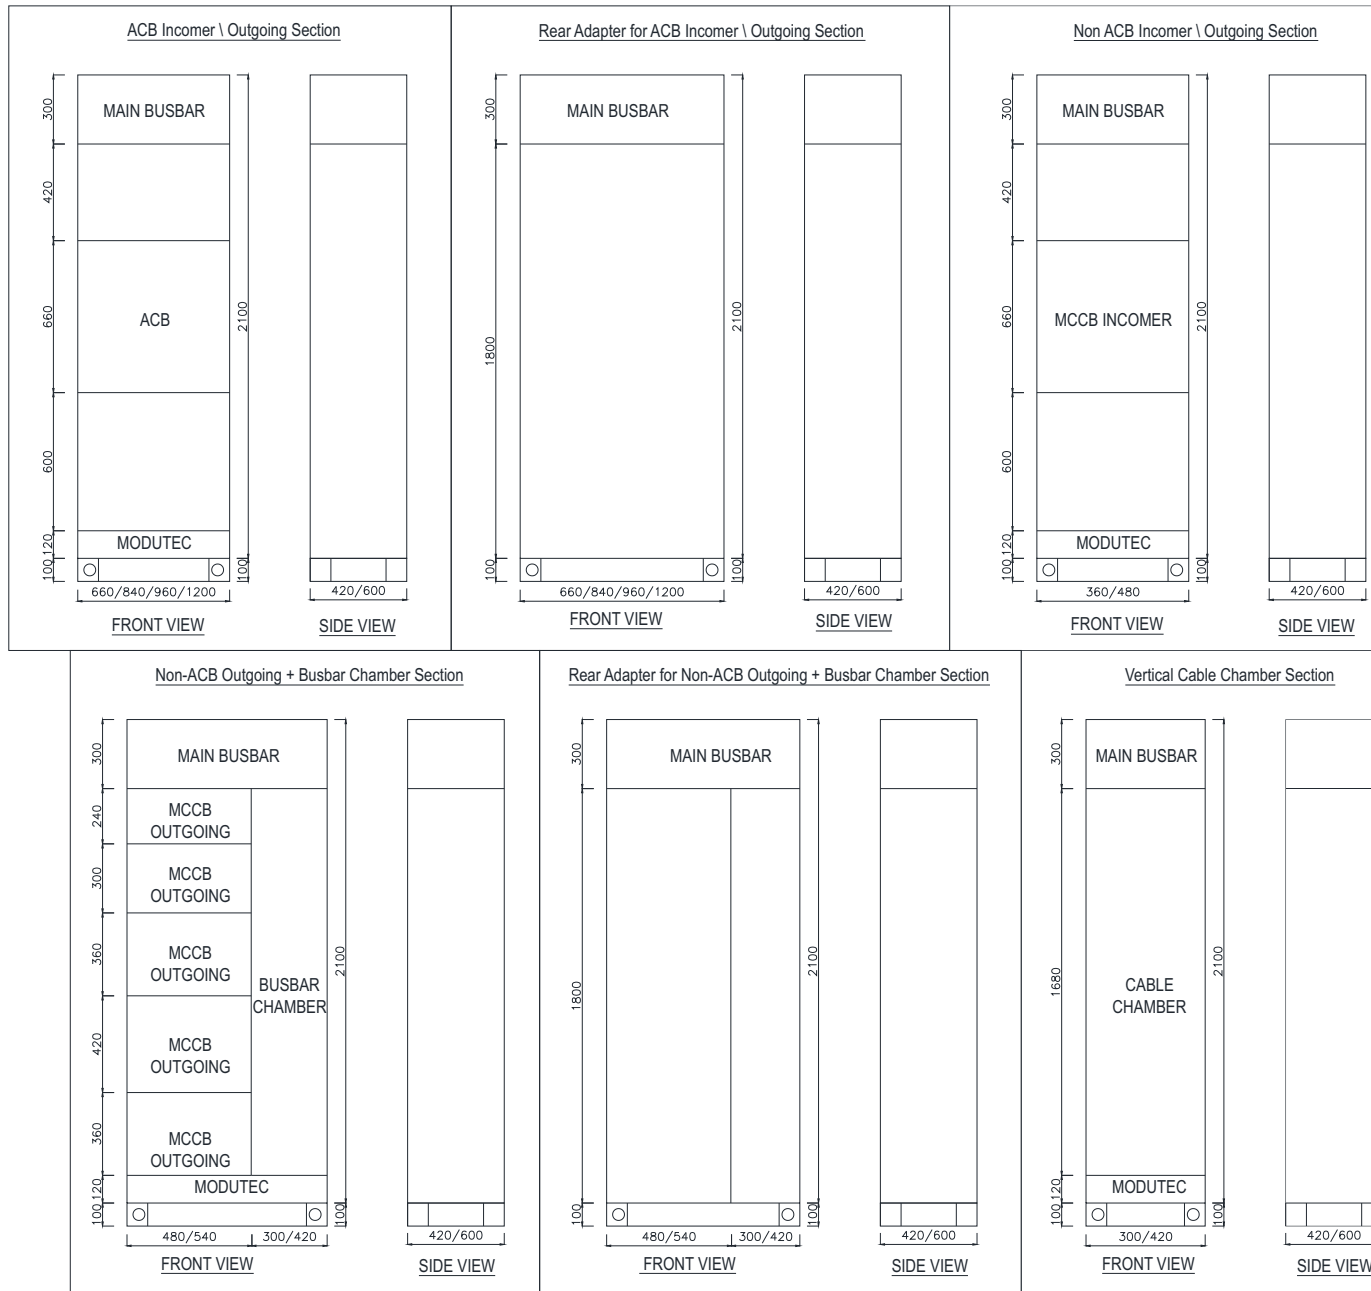 ACB Incomer \ Outgoing Section
300
MAIN BUSBAR
420
660
ACB
2100
600
120
MODUTEC
100
100
660/840/960/1200
420/600
FRONT VIEW
SIDE VIEW
Rear Adapter for ACB Incomer \ Outgoing Section
300
MAIN BUSBAR
1800
2100
100
100
660/840/960/1200
420/600
FRONT VIEW
SIDE VIEW
Non ACB Incomer \ Outgoing Section
300
MAIN BUSBAR
420
660
MCCB INCOMER
2100
600
120
MODUTEC
100
100
360/480
420/600
FRONT VIEW
SIDE VIEW
Non-ACB Outgoing + Busbar Chamber Section
300
MAIN BUSBAR
240
MCCB
OUTGOING
300
MCCB
OUTGOING
360
MCCB
OUTGOING
2100
BUSBAR
CHAMBER
420
MCCB
OUTGOING
360
MCCB
OUTGOING
120
MODUTEC
100
100
480/540
300/420
420/600
FRONT VIEW
SIDE VIEW
Rear Adapter for Non-ACB Outgoing + Busbar Chamber Section
300
MAIN BUSBAR
1800
2100
100
100
480/540
300/420
420/600
FRONT VIEW
SIDE VIEW
Vertical Cable Chamber Section
300
MAIN BUSBAR
1680
CABLE
CHAMBER
2100
120
MODUTEC
100
100
300/420
420/600
FRONT VIEW
SIDE VIEW